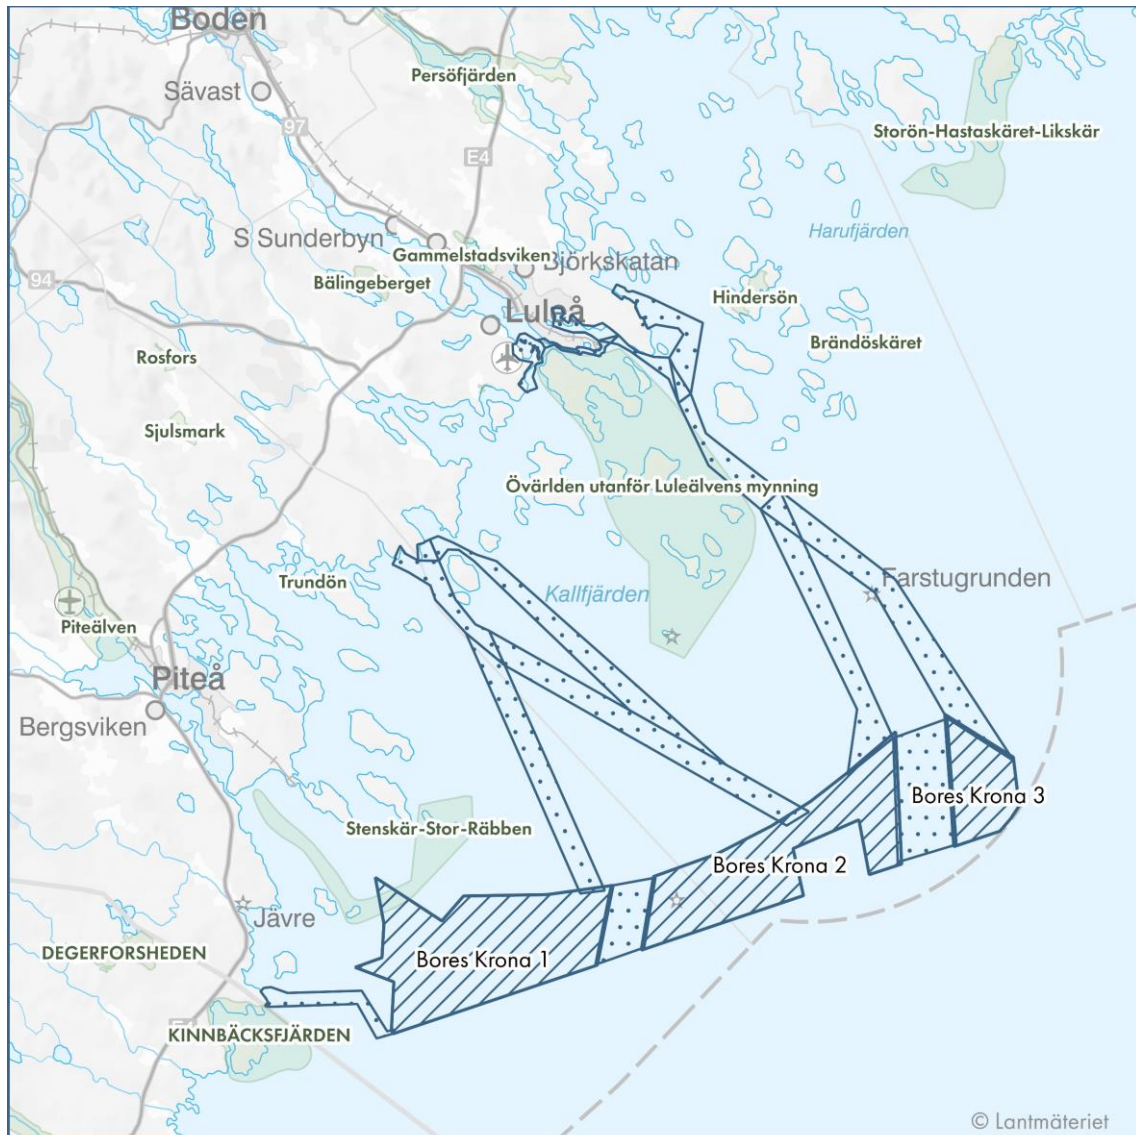 Boden
Persöfjärden
Sävast
97
Storön-Hastaskäret-Likskär
E4
Harufjärden
S Sunderbyn
Gammelstadsviken
Björkskatan
94
Bälingeberget
Hindersön
Luleå
Brändöskäret
Rosfors
Sjulsmark
Övärlden utanför Luleälvens mynning
Trundön
Kallfjärden
Farstugrunden
Piteälven
Piteå
Bergsviken
Bores Krona 3
Stenskär-Stor-Räbben
Bores Krona 2
Jävre
DEGERFORSHEDEN
Bores Krona 1
E4
KINNBÄCKSFJÄRDEN
© Lantmäteriet